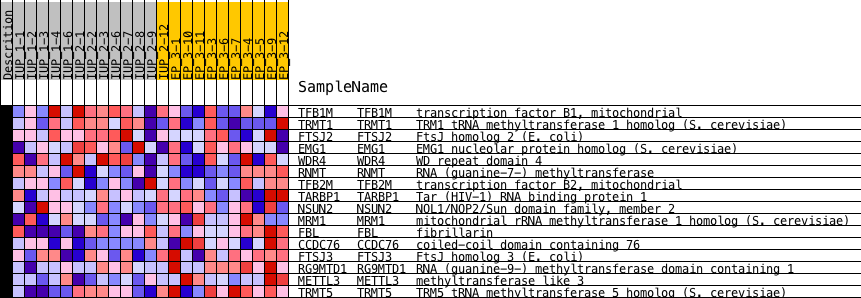 Descrition
IUP_1-1
IUP_1-2
IUP_1-3
IUP_1-4
IUP_1-6
IUP_2-1
IUP_2-2
IUP_2-3
IUP_2-6
IUP_2-7
IUP_2-8
IUP_2-9
IUP_2-12
EP_3-1
EP_3-10
EP_3-11
EP_3-3
EP_3-6
EP_3-7
EP_3-4
EP_3-5
EP_3-9
EP_3-12
SampleName
TFB1M TFB1M transcription factor B1, mitochondrial
TRMT1 TRMT1 TRM1 tRNA methyltransferase 1 homolog (S. cerevisiae)
FTSJ2 FTSJ2 FtsJ homolog 2 (E. coli)
EMG1 EMG1 EMG1 nucleolar protein homolog (S. cerevisiae)
WDR4 WDR4 WD repeat domain 4
RNMT RNMT RNA (guanine-7-) methyltransferase
TFB2M TFB2M transcription factor B2, mitochondrial
TARBP1 TARBP1 Tar (HIV-1) RNA binding protein 1
NSUN2 NSUN2 NOL1/NOP2/Sun domain family, member 2
MRM1 MRM1 mitochondrial rRNA methyltransferase 1 homolog (S. cerevisiae)
FBL FBL fibrillarin
CCDC76 CCDC76 coiled-coil domain containing 76
FTSJ3 FTSJ3 FtsJ homolog 3 (E. coli)
RG9MTD1 RG9MTD1 RNA (guanine-9-) methyltransferase domain containing 1
METTL3 METTL3 methyltransferase like 3
TRMT5 TRMT5 TRM5 tRNA methyltransferase 5 homolog (S. cerevisiae)